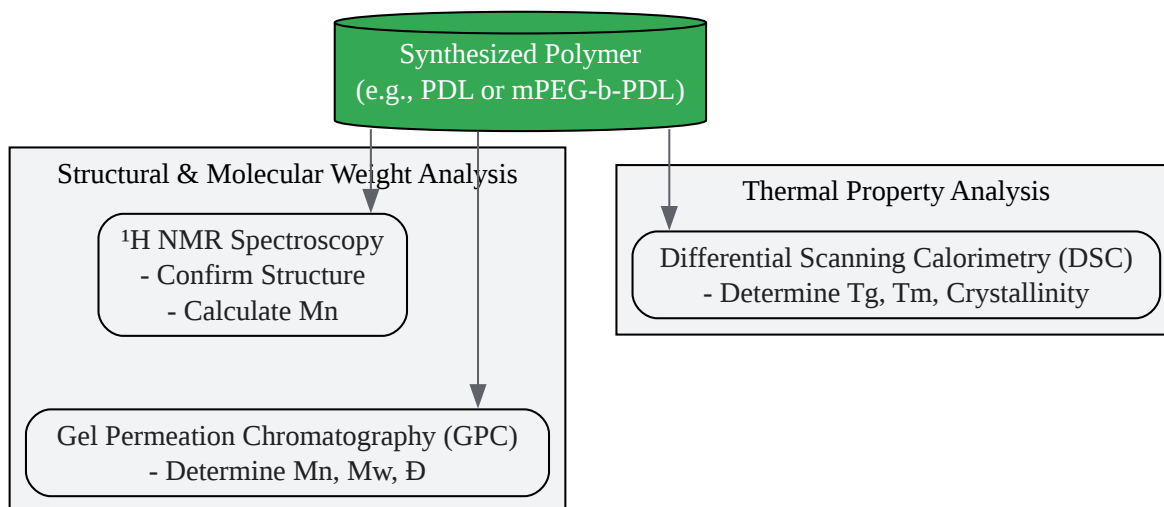 Synthesized Polymer
(e.g., PDL or mPEG-b-PDL)
Structural & Molecular Weight Analysis
¹H NMR Spectroscopy
- Confirm Structure
- Calculate Mn
Gel Permeation Chromatography (GPC)
- Determine Mn, Mw, Đ
Thermal Property Analysis
Differential Scanning Calorimetry (DSC)
- Determine Tg, Tm, Crystallinity